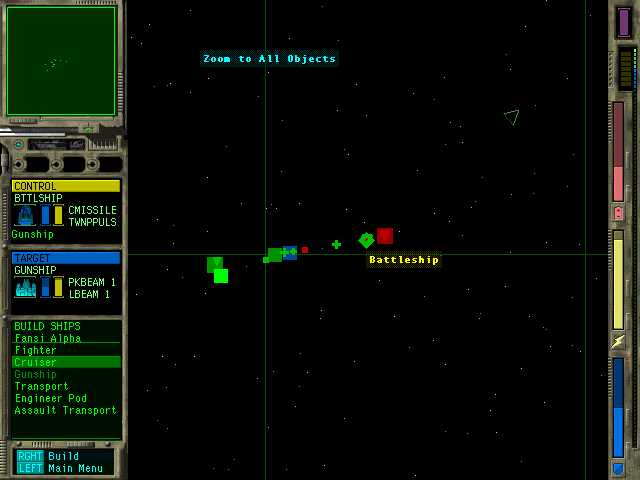 Zoom to All Objects
CONTROL
BTTLSHIP
CMISSILE
TWNPPULS
Gunship
TARGET
GUNSHIP
PKBEAM 1
LBEAM 1
Battleship
BUILD SHIPS
Fansi Alpha
Fighter
Cruiser
Gunship
Transport
Engineer Pod
Assault Transport
RGHT Build
LEFT Main Menu